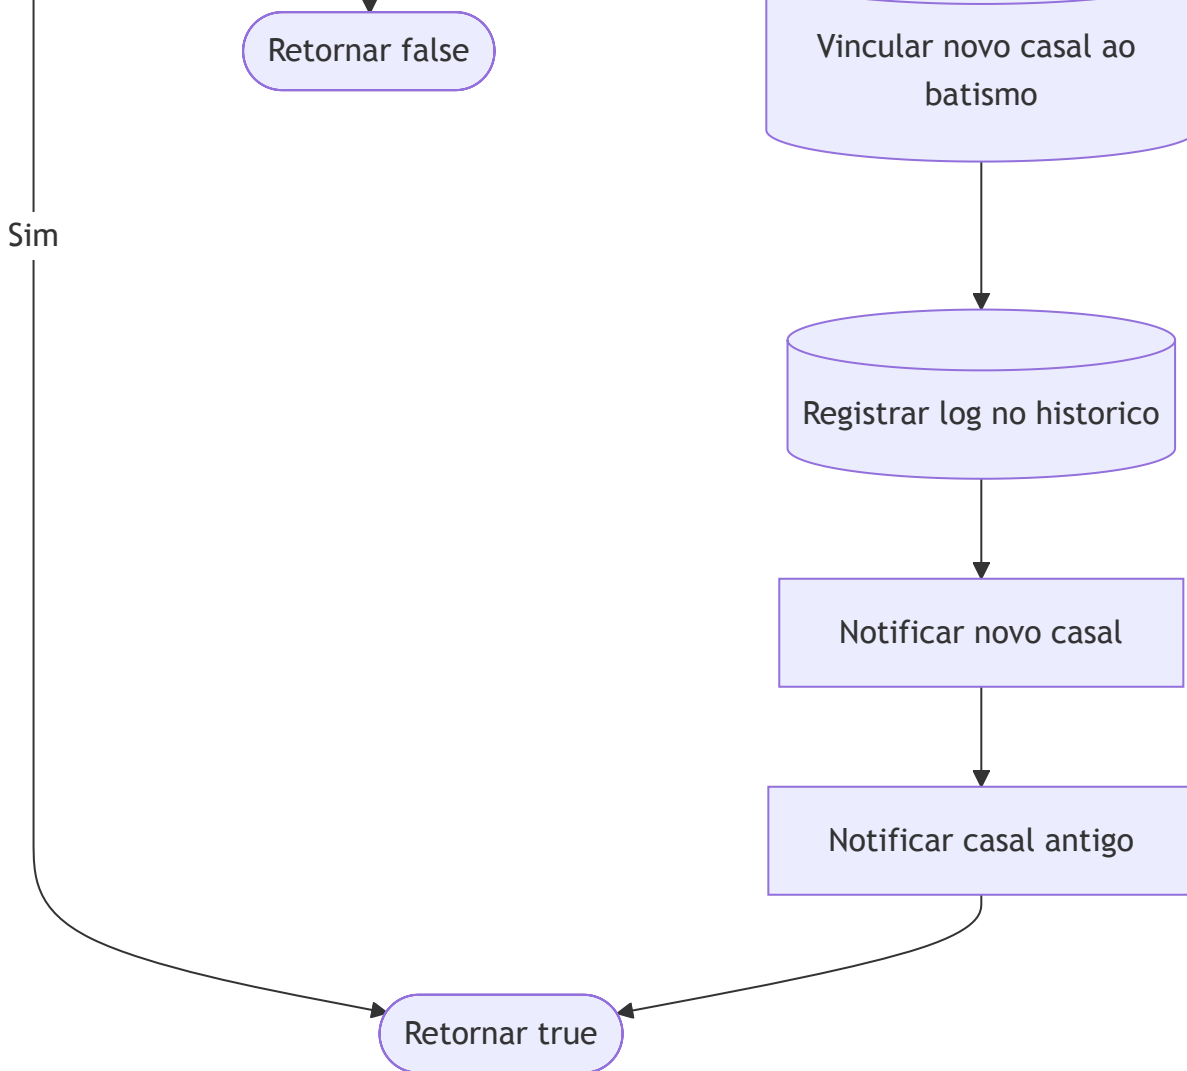 Retornar false
Vincular novo casal ao
batismo
Sim
Registrar log no historico
Notificar novo casal
Notificar casal antigo
Retornar true